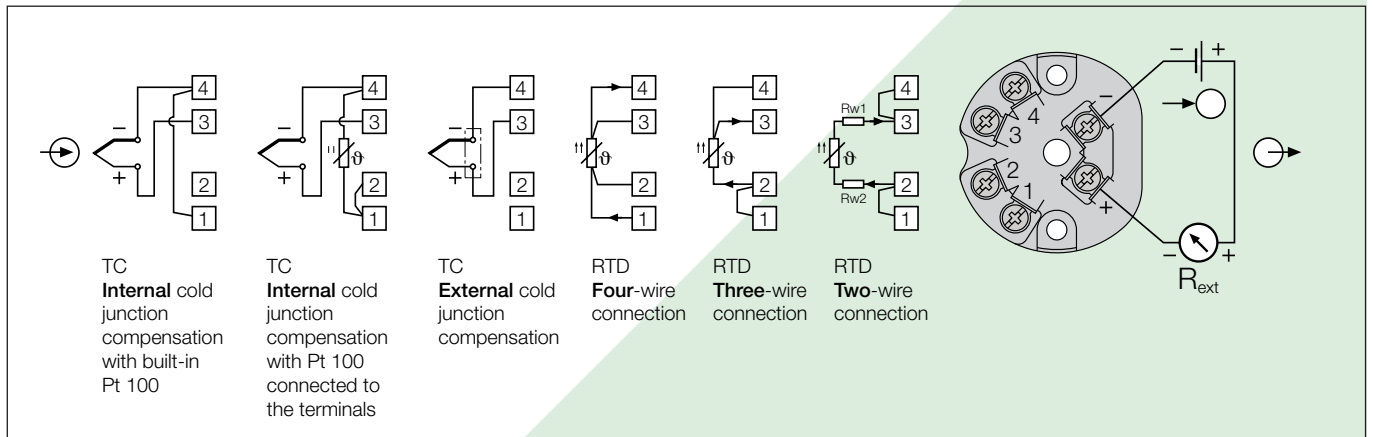 4
3
2
1
−
+
TC
Internal cold
junction
compensation
with built-in
Pt 100
4
3
2
1
−
+
ϑ
TC
Internal cold
junction
compensation
with Pt 100
connected to
the terminals
4
3
2
1
−
+
TC
External cold
junction
compensation
4
3
2
1
ϑ
RTD
Four-wire
connection
4
3
2
1
ϑ
RTD
Three-wire
connection
4
3
2
1
Rw1
ϑ
Rw2
RTD
Two-wire
connection
− +
4
−
3
2
1
+
− +
Rext